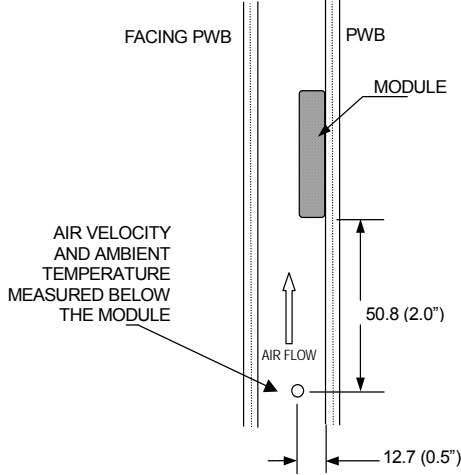 FACING PWB
PWB
MODULE
AIR VELOCITY
AND AMBIENT
TEMPERATURE
MEASURED BELOW
THE MODULE
50.8 (2.0")
AIR FLOW
12.7 (0.5")